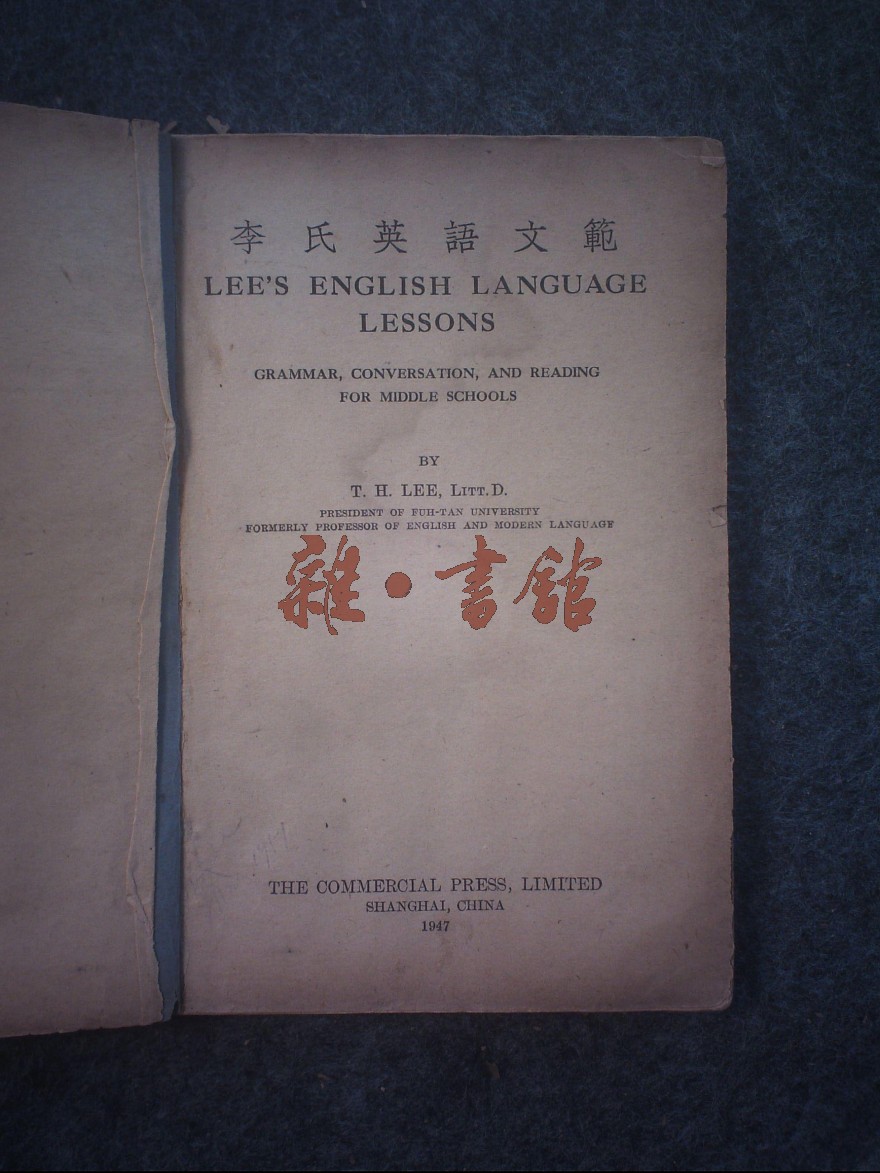 李氏英語文範
LEE'S ENGLISH LANGUAGE
LESSONS
GRAMMAR, CONVERSATION, AND READING
FOR MIDDLE SCHOOLS
BY
T. H. LEE, LITT.D.
PRESIDENT OF FUH-TAN UNIVERSITY
FORMERLY PROFESSOR OF ENGLISH AND MODERN LANGUAGE
雜·書館
THE COMMERCIAL PRESS, LIMITED
SHANGHAI, CHINA
1947